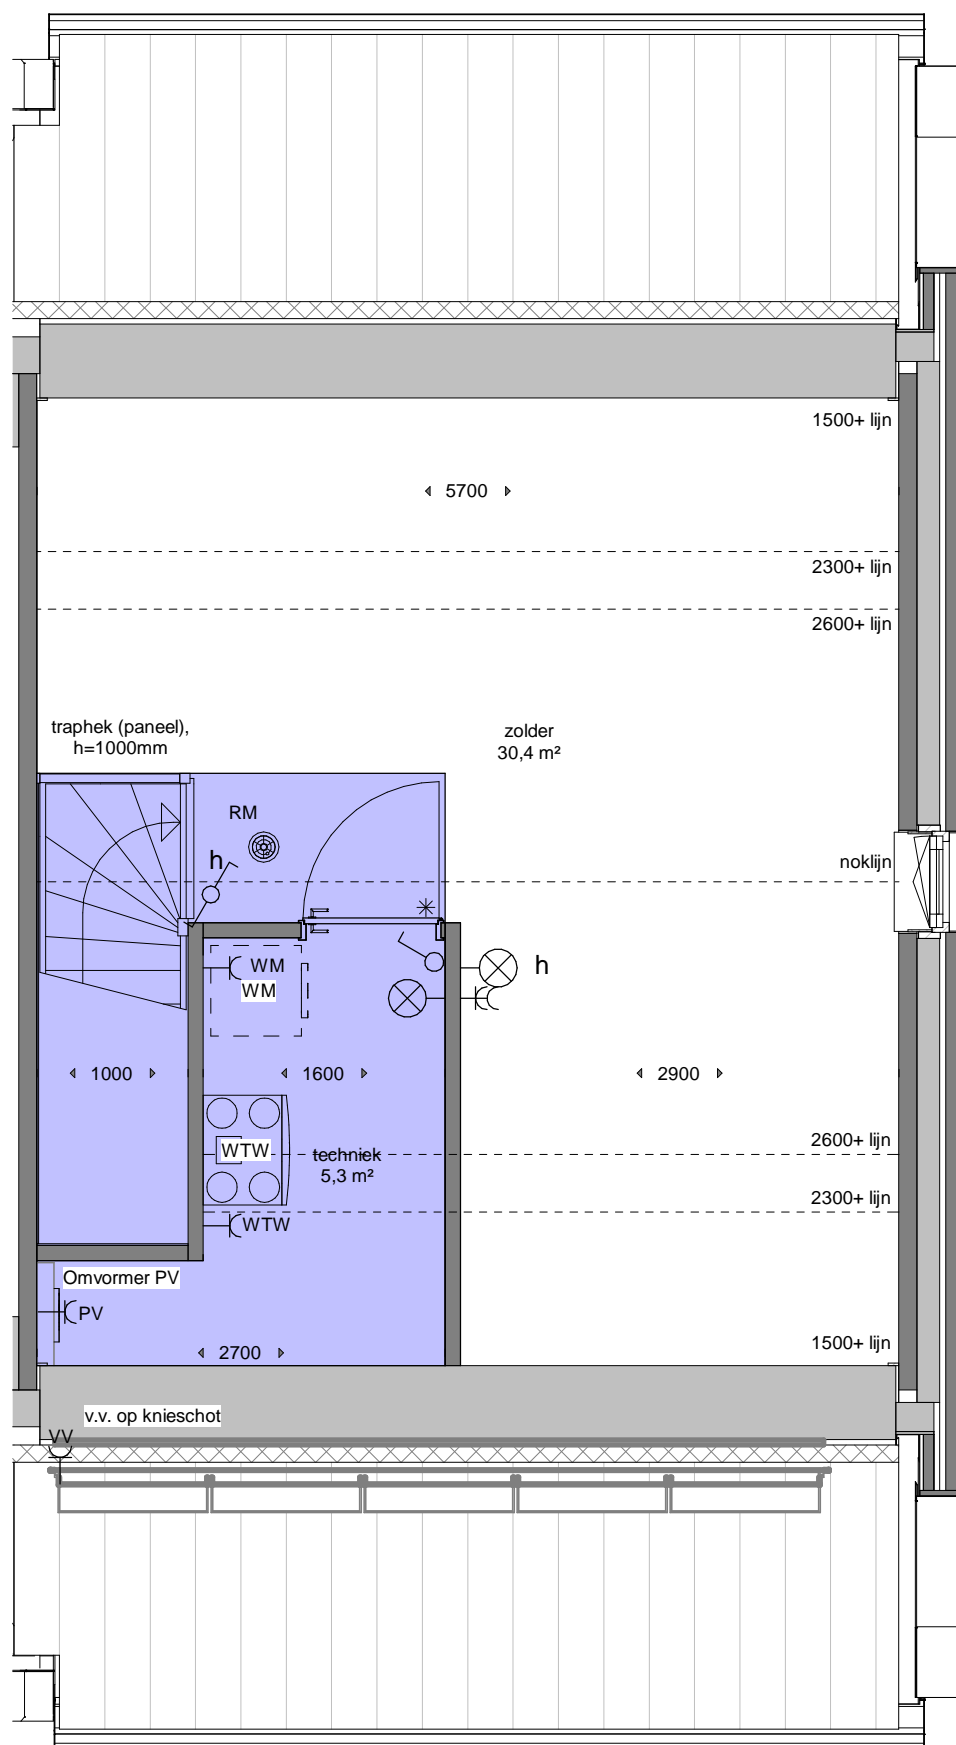 1500+ lijn
5700
2300+ lijn
2600+ lijn
traphek (paneel),
h=1000mm
zolder
30,4 m²
RM
h
noklijn
WM
WM
h
1000
1600
2900
WTW
techniek
5,3 m²
2600+ lijn
2300+ lijn
WTW
Omvormer PV
PV
2700
1500+ lijn
v.v. op knieschot
VV